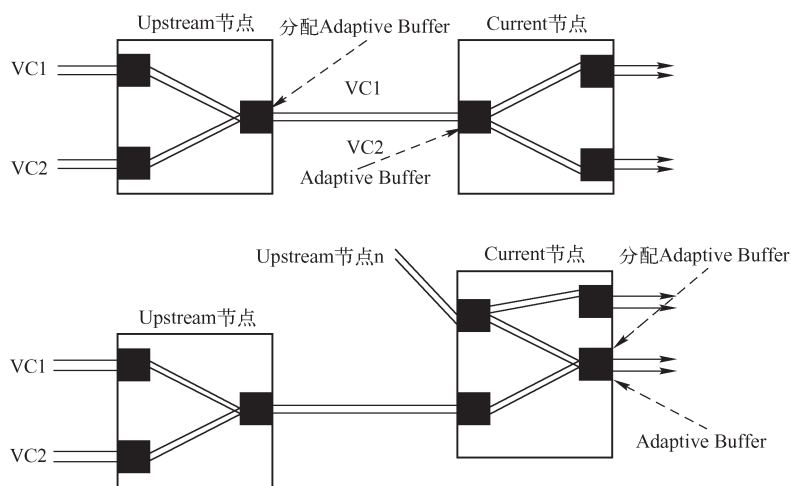 Upstream节点
分配Adaptive Buffer
Current节点
VC1
VC1
VC2
VC2
Adaptive Buffer
Upstream节点n
Current节点
分配Adaptive Buffer
Upstream节点
VC1
VC2
Adaptive Buffer